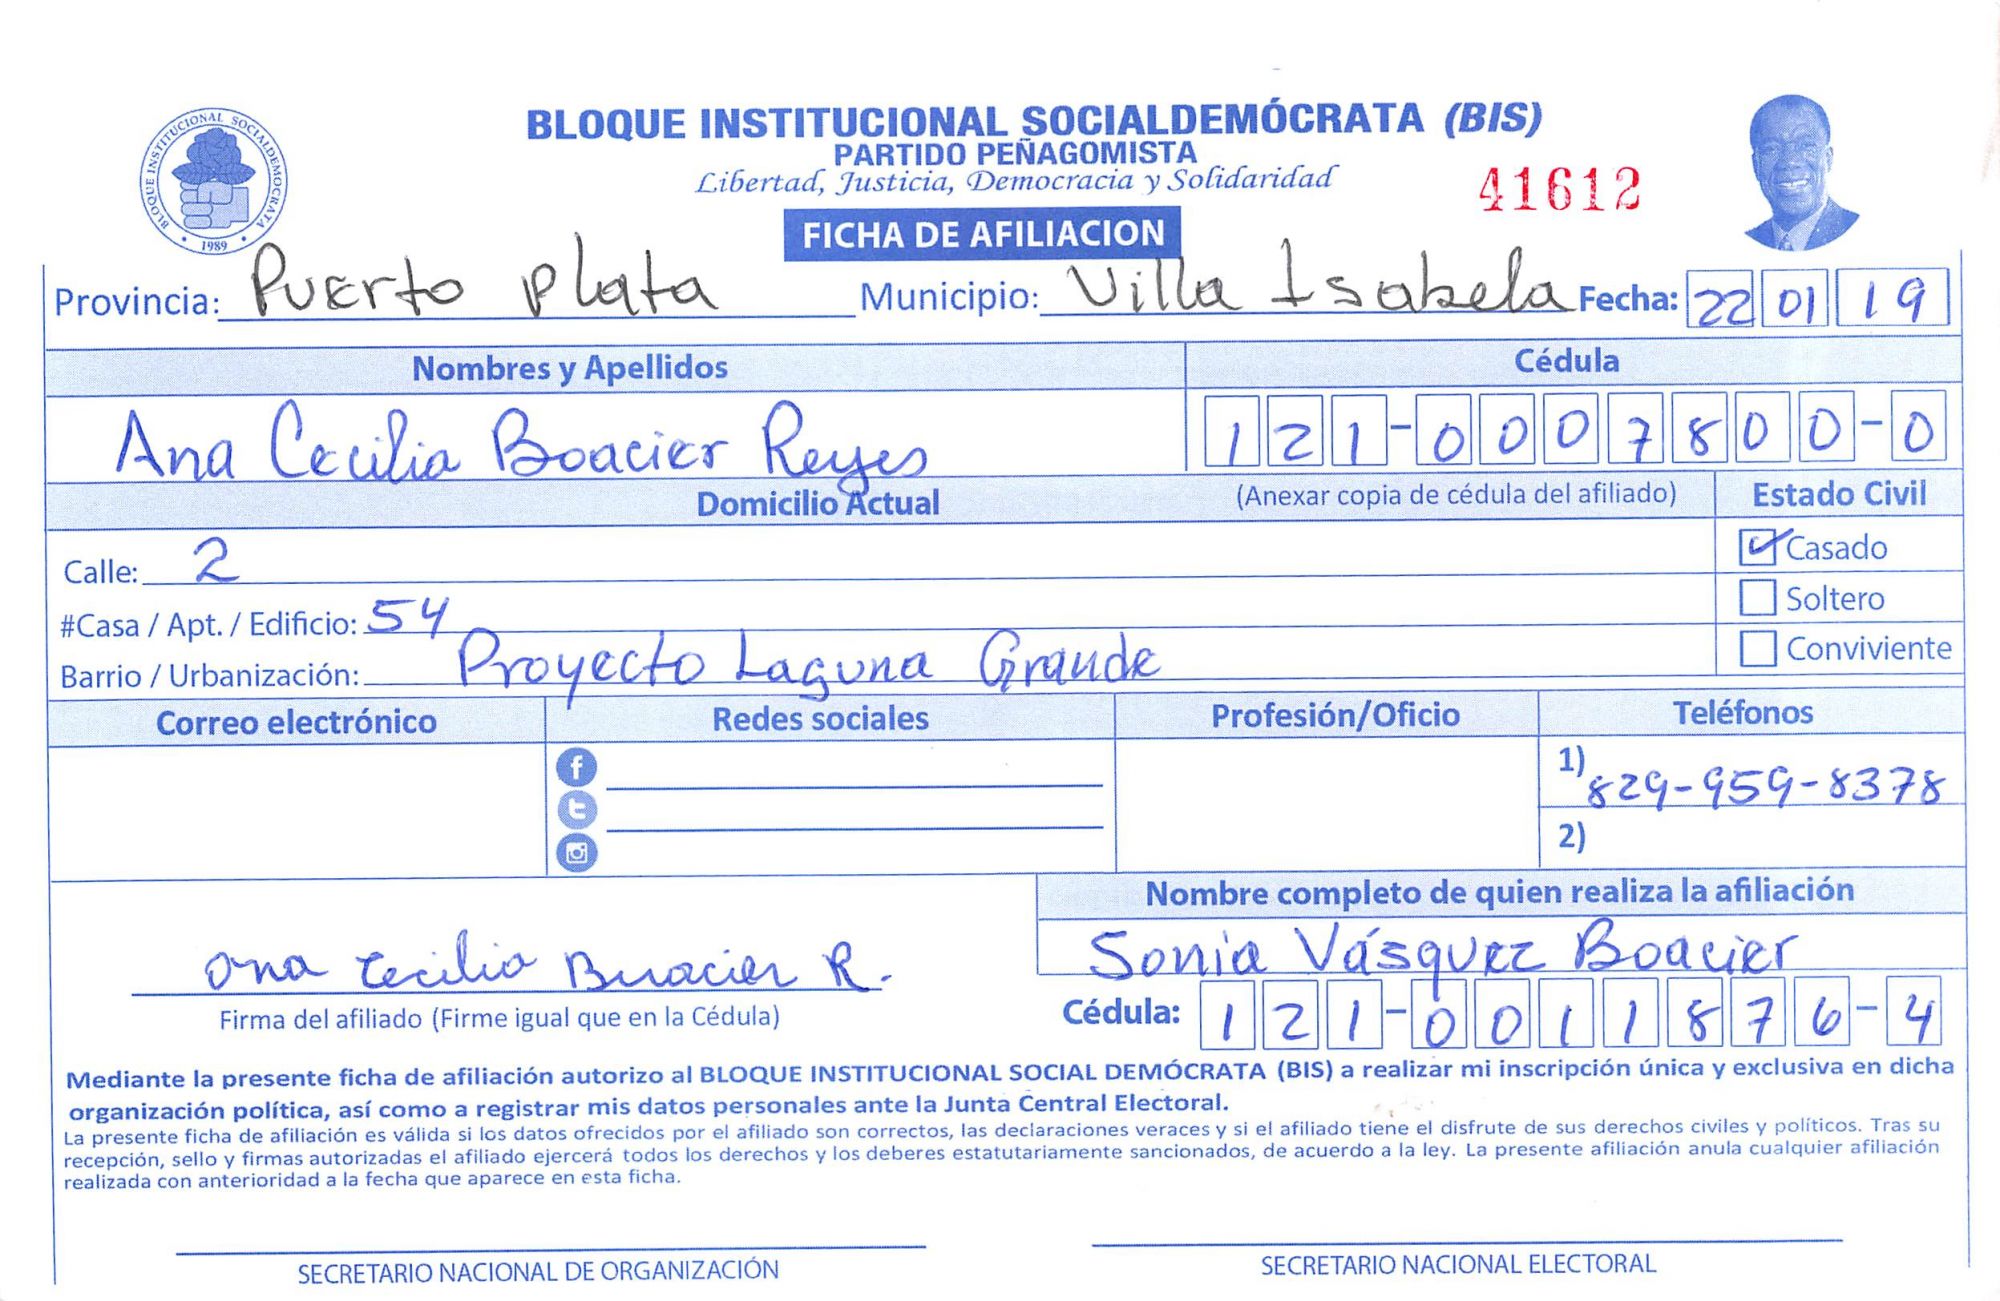 BLOQUE INSTITUCIONAL SOCIALDEMÓCRATA (BIS)
PARTIDO PEÑAGOMISTA
Libertad, Justicia, Democracia y Solidaridad
41612
BLOQUE INSTITUCIONAL SOCIALDEMOCRATA
1989
FICHA DE AFILIACION
Provincia: Puerto Plata Municipio: Villa Isabela Fecha: 22 01 19
Nombres y Apellidos Cédula
Ana Cecilia Boacier Reyes 121-0007800-0
Domicilio Actual (Anexar copia de cédula del afiliado) Estado Civil
Calle: 2 Casado
#Casa / Apt. / Edificio: 54 Soltero
Barrio / Urbanización: Proyecto Laguna Grande Conviviente
Correo electrónico Redes sociales Profesión/Oficio Teléfonos
1) 829-959-8378
2)
Nombre completo de quien realiza la afiliación
Ana Cecilia Buacier R. Sonia Vásquez Boacier
Firma del afiliado (Firme igual que en la Cédula) Cédula: 121-0011876-4
Mediante la presente ficha de afiliación autorizo al BLOQUE INSTITUCIONAL SOCIAL DEMÓCRATA (BIS) a realizar mi inscripción única y exclusiva en dicha
organización política, así como a registrar mis datos personales ante la Junta Central Electoral.
La presente ficha de afiliación es válida si los datos ofrecidos por el afiliado son correctos, las declaraciones veraces y si el afiliado tiene el disfrute de sus derechos civiles y políticos. Tras su
recepción, sello y firmas autorizadas el afiliado ejercerá todos los derechos y los deberes estatutariamente sancionados, de acuerdo a la ley. La presente afiliación anula cualquier afiliación
realizada con anterioridad a la fecha que aparece en esta ficha.
SECRETARIO NACIONAL DE ORGANIZACIÓN SECRETARIO NACIONAL ELECTORAL